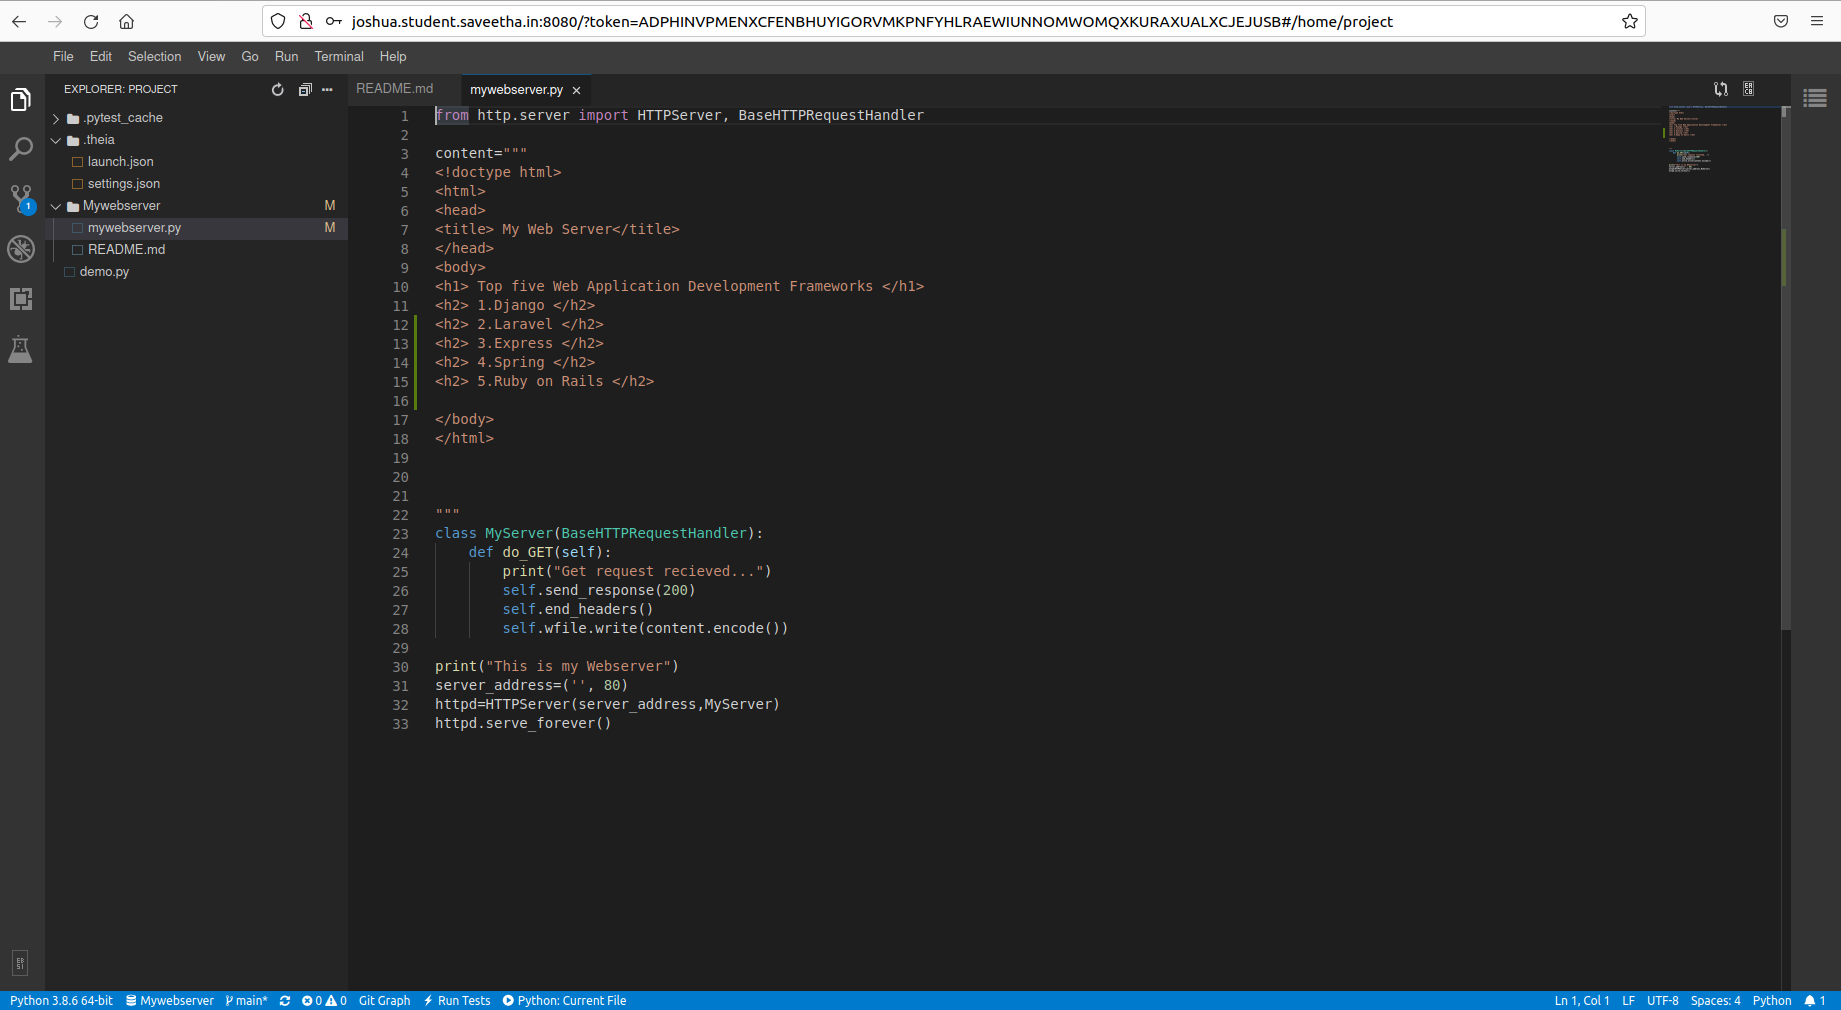 joshua.student.saveetha.in:8080/?token=ADPHINVPMENXCFENBHUYIGORVMKPNFYHLRAEWIUNNOMWOMQXKURAXUALXCJEJUSB#/home/project
File Edit Selection View Go Run Terminal Help
EXPLORER: PROJECT
README.md mywebserver.py
.pytest_cache
.theia
launch.json
settings.json
Mywebserver M
mywebserver.py M
README.md
demo.py
1
1 from http.server import HTTPServer, BaseHTTPRequestHandler
2
3 content="""
4 <!doctype html>
5 <html>
6 <head>
7 <title> My Web Server</title>
8 </head>
9 <body>
10 <h1> Top five Web Application Development Frameworks </h1>
11 <h2> 1.Django </h2>
12 <h2> 2.Laravel </h2>
13 <h2> 3.Express </h2>
14 <h2> 4.Spring </h2>
15 <h2> 5.Ruby on Rails </h2>
16
17 </body>
18 </html>
19
20
21
22 """
23 class MyServer(BaseHTTPRequestHandler):
24 def do_GET(self):
25 print("Get request recieved...")
26 self.send_response(200)
27 self.end_headers()
28 self.wfile.write(content.encode())
29
30 print("This is my Webserver")
31 server_address=('', 80)
32 httpd=HTTPServer(server_address,MyServer)
33 httpd.serve_forever()
Python 3.8.6 64-bit Mywebserver main* 0 0 Git Graph Run Tests Python: Current File Ln 1, Col 1 LF UTF-8 Spaces: 4 Python 1